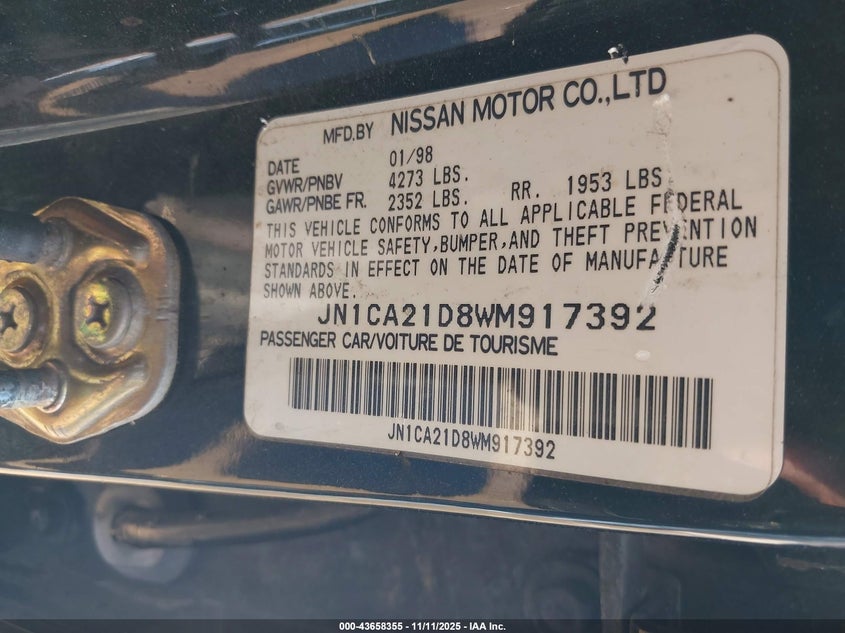 MFD.BY NISSAN MOTOR CO.,LTD
DATE 01/98
GVWR/PNBV 4273 LBS.
GAWR/PNBE FR. 2352 LBS. RR. 1953 LBS
THIS VEHICLE CONFORMS TO ALL APPLICABLE FEDERAL
MOTOR VEHICLE SAFETY,BUMPER,AND THEFT PREVENTION
STANDARDS IN EFFECT ON THE DATE OF MANUFACTURE
SHOWN ABOVE.
JN1CA21D8WM917392
PASSENGER CAR/VOITURE DE TOURISME
JN1CA21D8WM917392
000-43658355 - 11/11/2025 - IAA Inc.